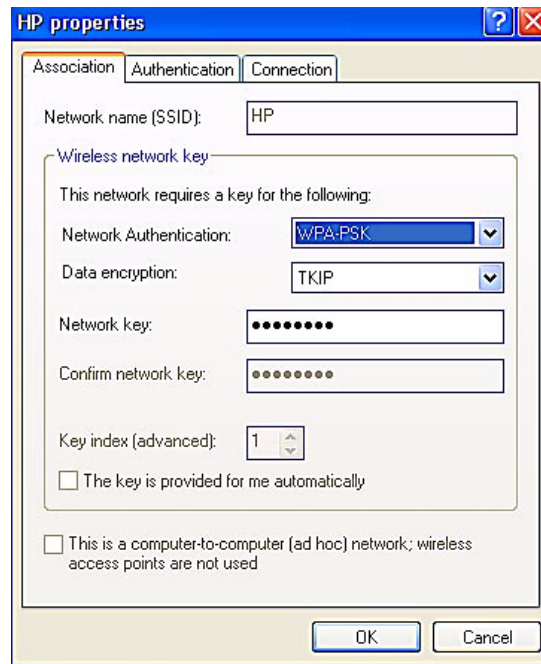 HP properties
Association Authentication Connection
Network name (SSID): HP
Wireless network key
This network requires a key for the following:
Network Authentication: WPA-PSK
Data encryption: TKIP
Network key: ••••••••
Confirm network key: ••••••••
Key index (advanced): 1
The key is provided for me automatically
This is a computer-to-computer (ad hoc) network; wireless
access points are not used
OK Cancel